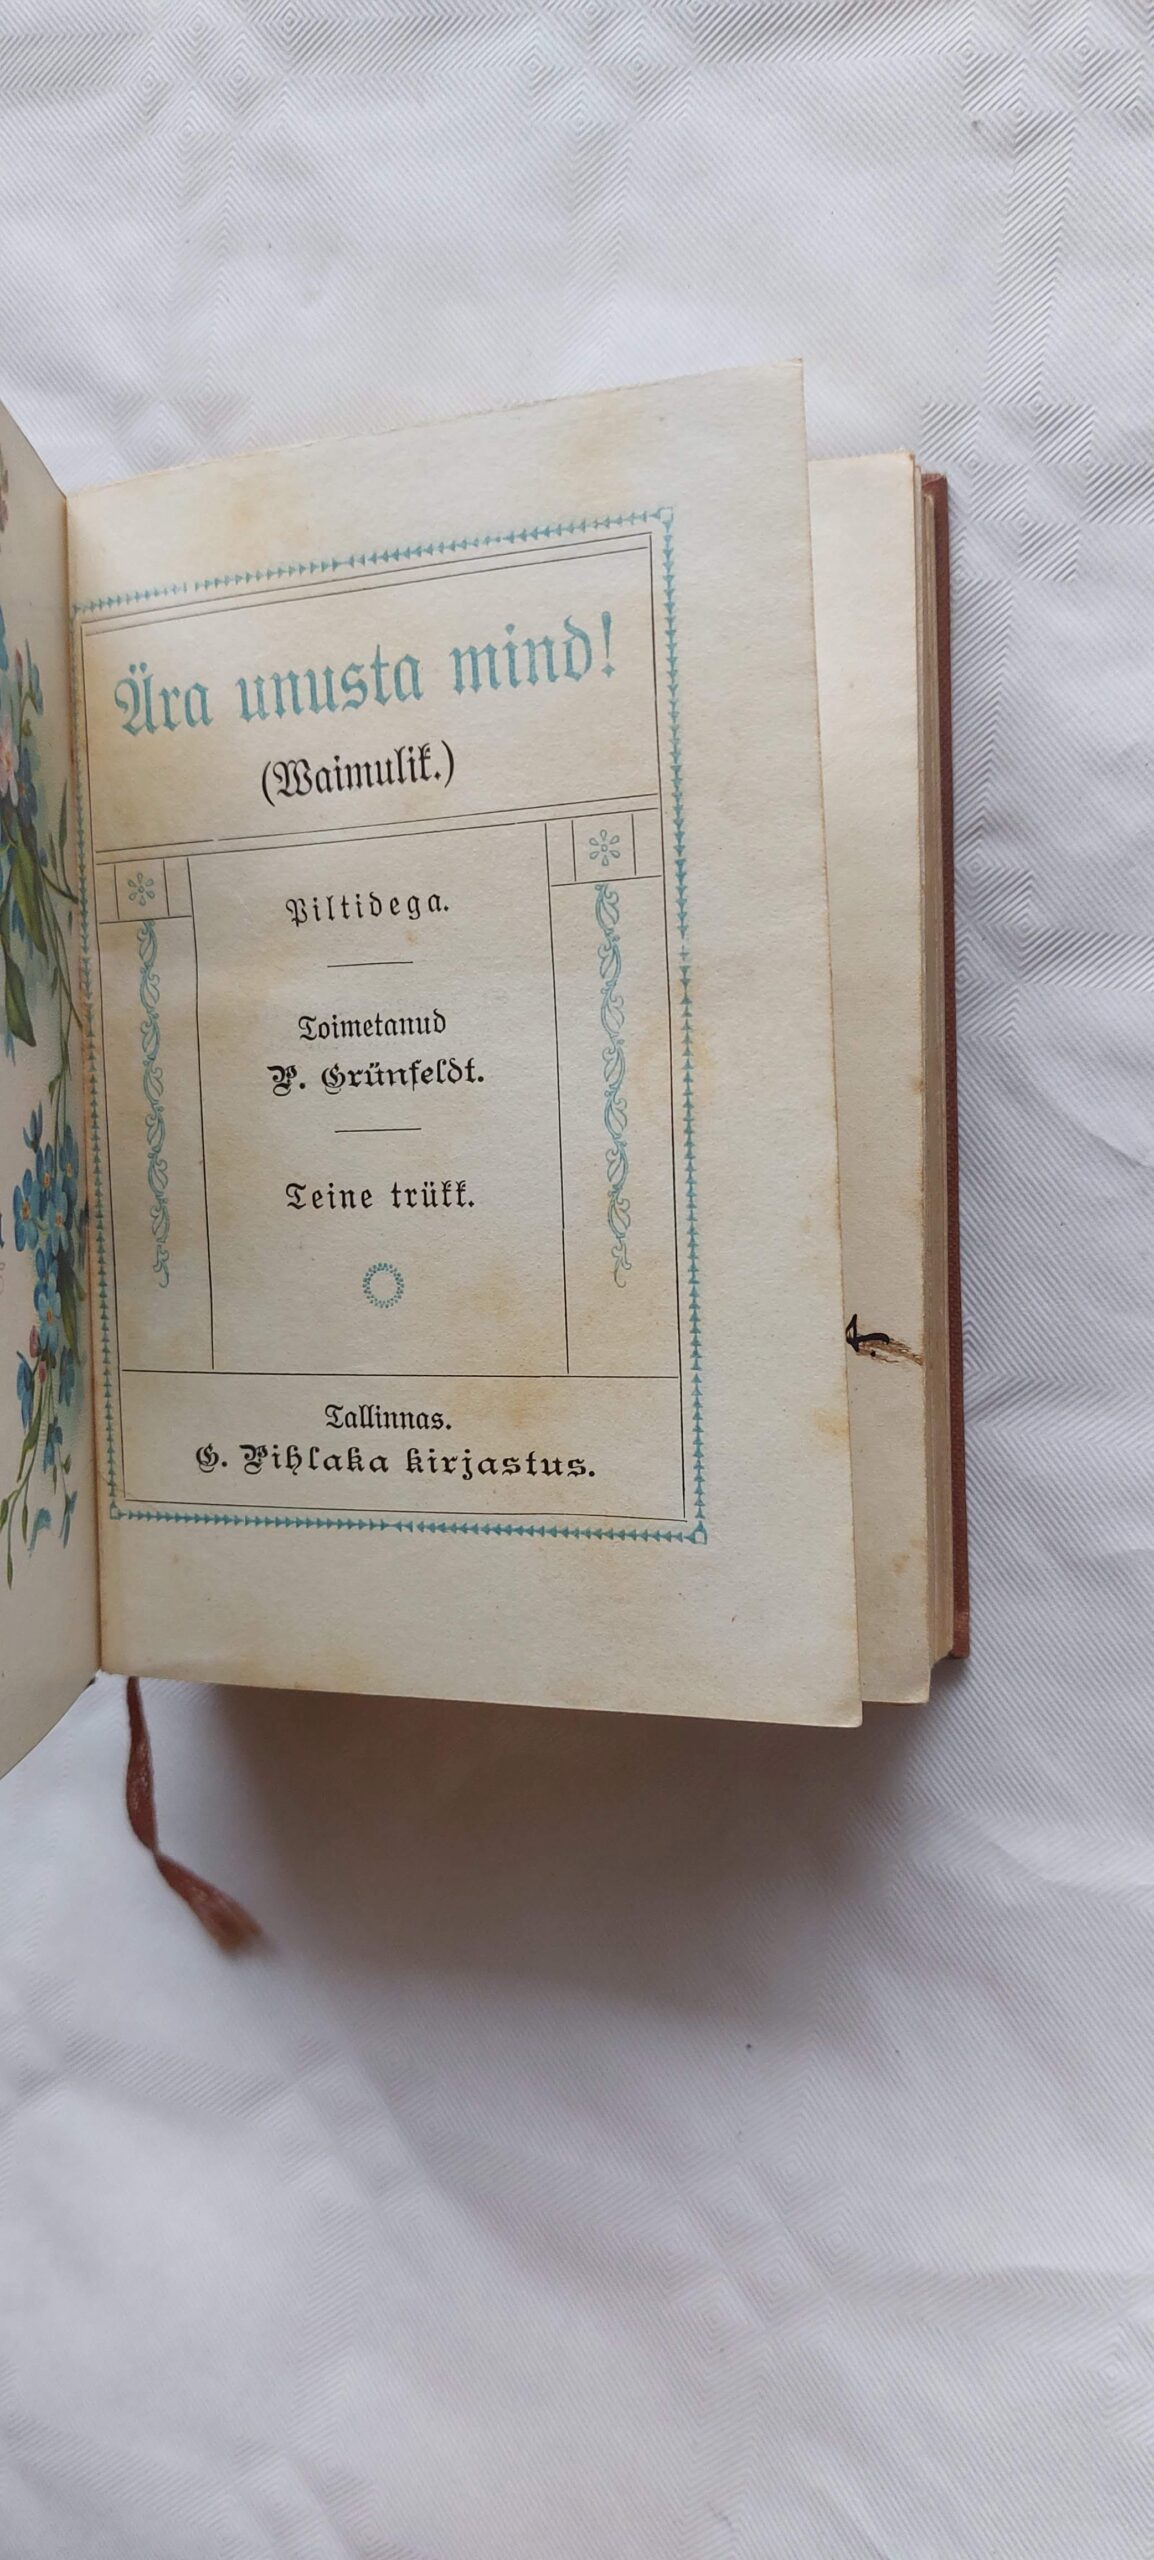 Ära unusta mind!
(Waimulik.)
Piltidega.
Toimetanud
P. Grünfeldt.
Teine trükk.
Tallinnas.
G. Pihlaka kirjastus.